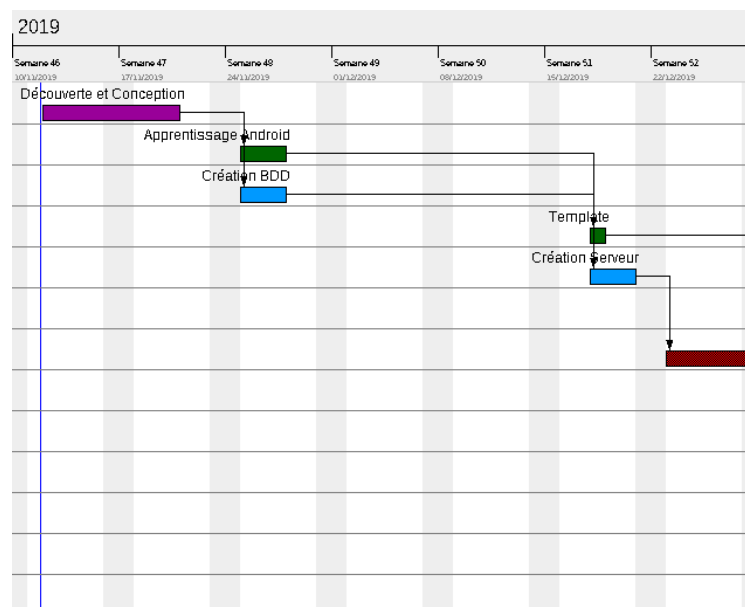 2019
Semaine 46 Semaine 47 Semaine 48 Semaine 49 Semaine 50 Semaine 51 Semaine 52
10/11/2019 17/11/2019 24/11/2019 01/12/2019 08/12/2019 15/12/2019 22/12/2019
Découverte et Conception
Apprentissage Android
Création BDD
Template
Création Serveur